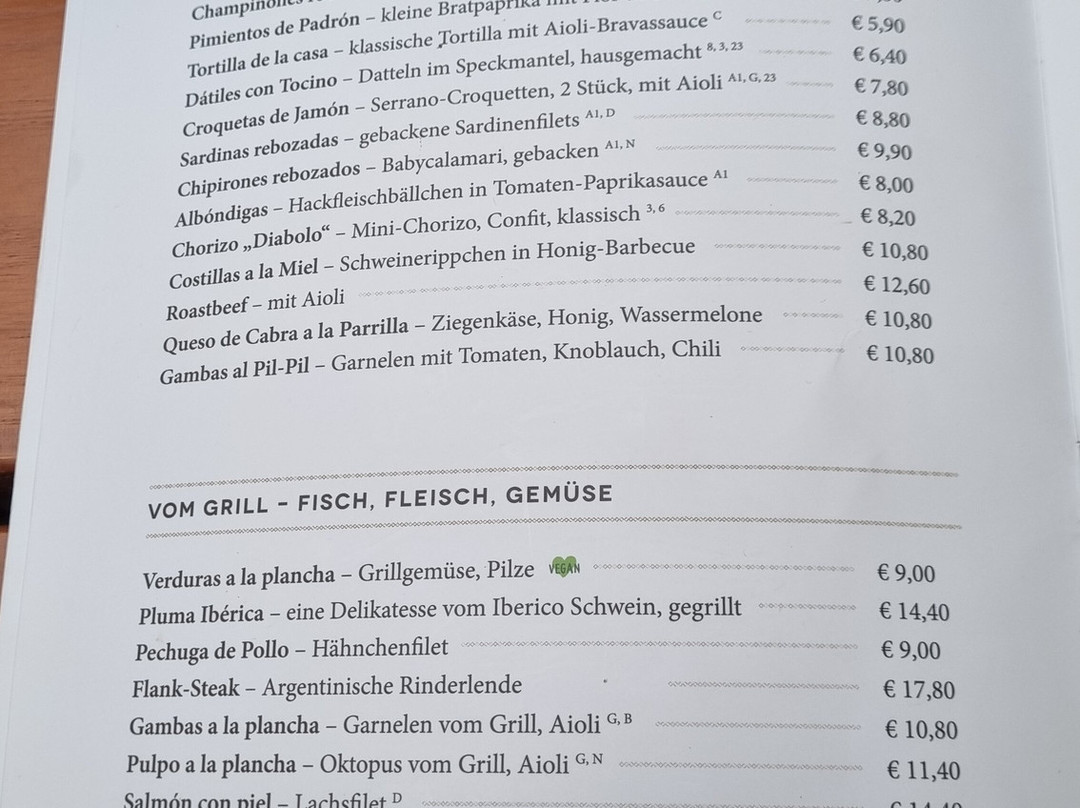 Pimientos de Padrón – kleine Bratpaprika mit
Tortilla de la casa – klassische Tortilla mit Aioli-Bravassauce C € 5,90
Dátiles con Tocino – Datteln im Speckmantel, hausgemacht 8, 3, 23 € 6,40
Croquetas de Jamón – Serrano-Croquetten, 2 Stück, mit Aioli A1, G, 23 € 7,80
Sardinas rebozadas – gebackene Sardinenfilets A1, D € 8,80
Chipirones rebozados – Babycalamari, gebacken A1, N € 9,90
Albóndigas – Hackfleischbällchen in Tomaten-Paprikasauce A1 € 8,00
Chorizo „Diabolo“ – Mini-Chorizo, Confit, klassisch 3, 6 € 8,20
Costillas a la Miel – Schweinerippchen in Honig-Barbecue € 10,80
Roastbeef – mit Aioli € 12,60
Queso de Cabra a la Parrilla – Ziegenkäse, Honig, Wassermelone € 10,80
Gambas al Pil-Pil – Garnelen mit Tomaten, Knoblauch, Chili € 10,80
VOM GRILL – FISCH, FLEISCH, GEMÜSE
Verduras a la plancha – Grillgemüse, Pilze VEGAN € 9,00
Pluma Ibérica – eine Delikatesse vom Iberico Schwein, gegrillt € 14,40
Pechuga de Pollo – Hähnchenfilet € 9,00
Flank-Steak – Argentinische Rinderlende € 17,80
Gambas a la plancha – Garnelen vom Grill, Aioli G, B € 10,80
Pulpo a la plancha – Oktopus vom Grill, Aioli G, N € 11,40
Salmón con piel – Lachsfilet D